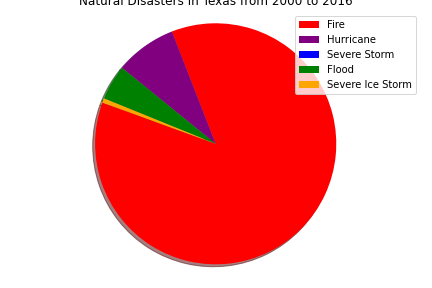 Natural Disasters in Texas from 2000 to 2016
Fire
Hurricane
Severe Storm
Flood
Severe Ice Storm